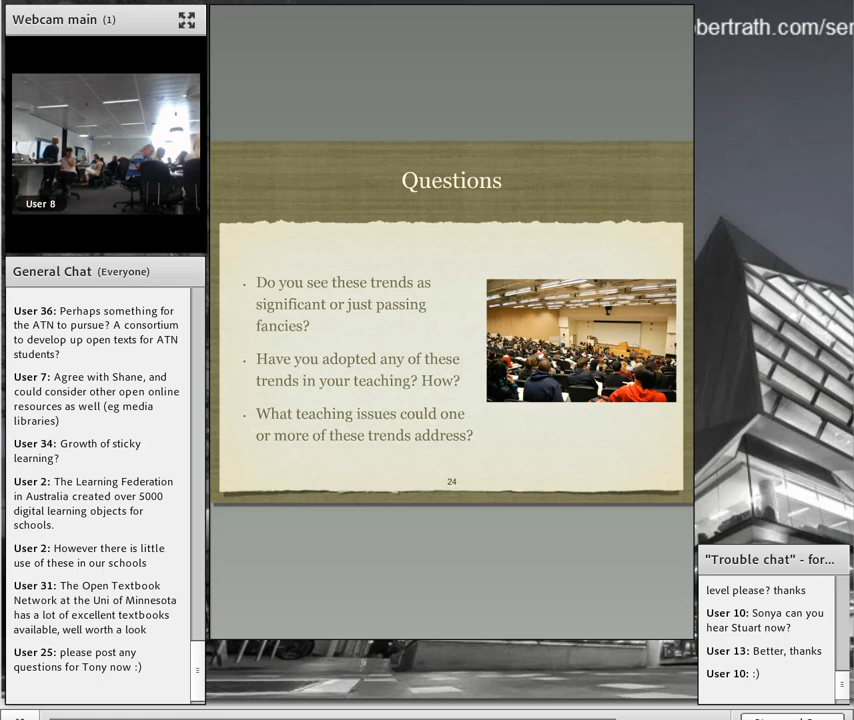 Webcam main (1)
bertrath.com/ser
User 8
General Chat (Everyone)
User 36: Perhaps something for
the ATN to pursue? A consortium
to develop up open texts for ATN
students?
User 7: Agree with Shane, and
could consider other open online
resources as well (eg media
libraries)
User 34: Growth of sticky
learning?
User 2: The Learning Federation
in Australia created over 5000
digital learning objects for
schools.
User 2: However there is little
use of these in our schools
User 31: The Open Textbook
Network at the Uni of Minnesota
has a lot of excellent textbooks
available, well worth a look
User 25: please post any
questions for Tony now :)
Questions
· Do you see these trends as
significant or just passing
fancies?
· Have you adopted any of these
trends in your teaching? How?
· What teaching issues could one
or more of these trends address?
24
"Trouble chat" - for...
level please? thanks
User 10: Sonya can you
hear Stuart now?
User 13: Better, thanks
User 10: :)